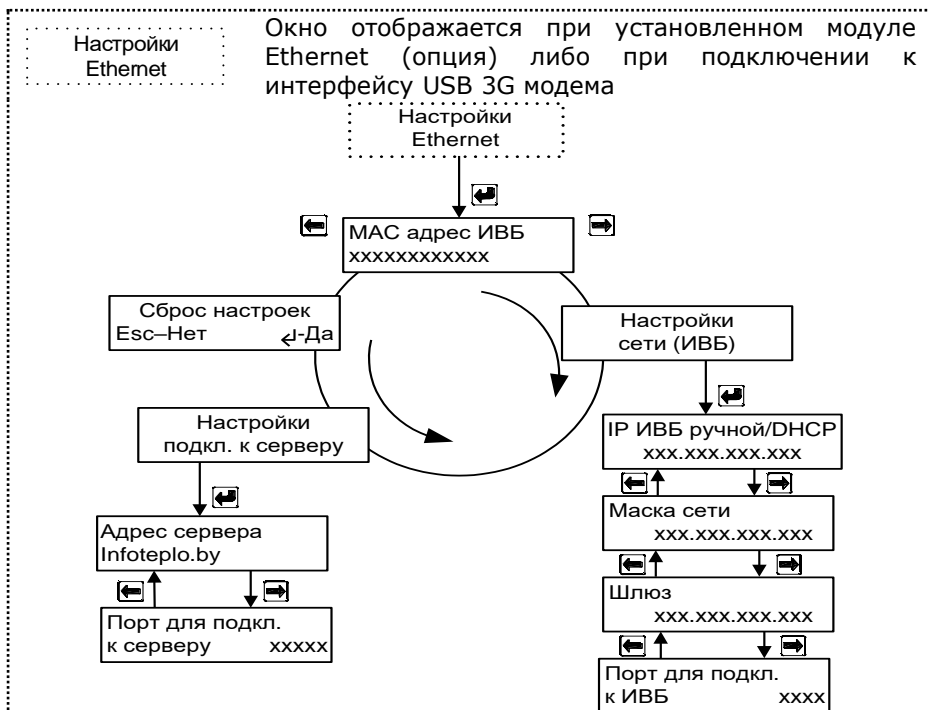 Настройки
Ethernet
Окно отображается при установленном модуле
Ethernet (опция) либо при подключении к
интерфейсу USB 3G модема
Настройки
Ethernet
MAC адрес ИВБ
xxxxxxxxxxxx
Сброс настроек
Esc–Нет ↵-Да
Настройки
сети (ИВБ)
Настройки
подкл. к серверу
IP ИВБ ручной/DHCP
xxx.xxx.xxx.xxx
Маска сети
xxx.xxx.xxx.xxx
Адрес сервера
Infoteplo.by
Шлюз
xxx.xxx.xxx.xxx
Порт для подкл.
к серверу xxxxx
Порт для подкл.
к ИВБ xxxx